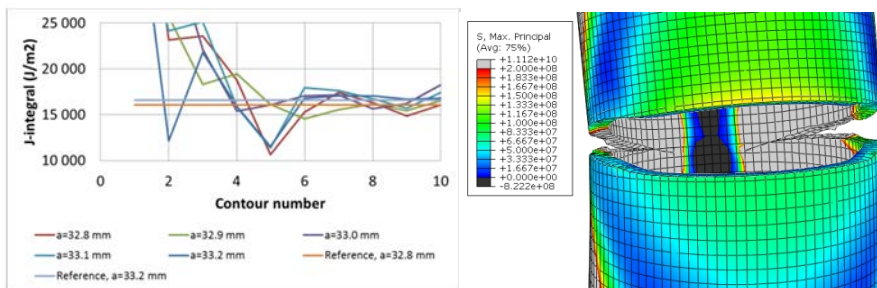 25 000
20 000
15 000
10 000
J-integral (J/m2)
0
2
4
6
8
10
Contour number
a=32.8 mm
a=32.9 mm
a=33.0 mm
a=33.1 mm
a=33.2 mm
Reference, a=32.8 mm
Reference, a=33.2 mm
S, Max. Principal
(Avg: 75%)
+1.112e+10
+2.000e+08
+1.833e+08
+1.667e+08
+1.500e+08
+1.333e+08
+1.167e+08
+1.000e+08
+8.333e+07
+6.667e+07
+5.000e+07
+3.333e+07
+1.667e+07
+0.000e+00
-8.222e+08